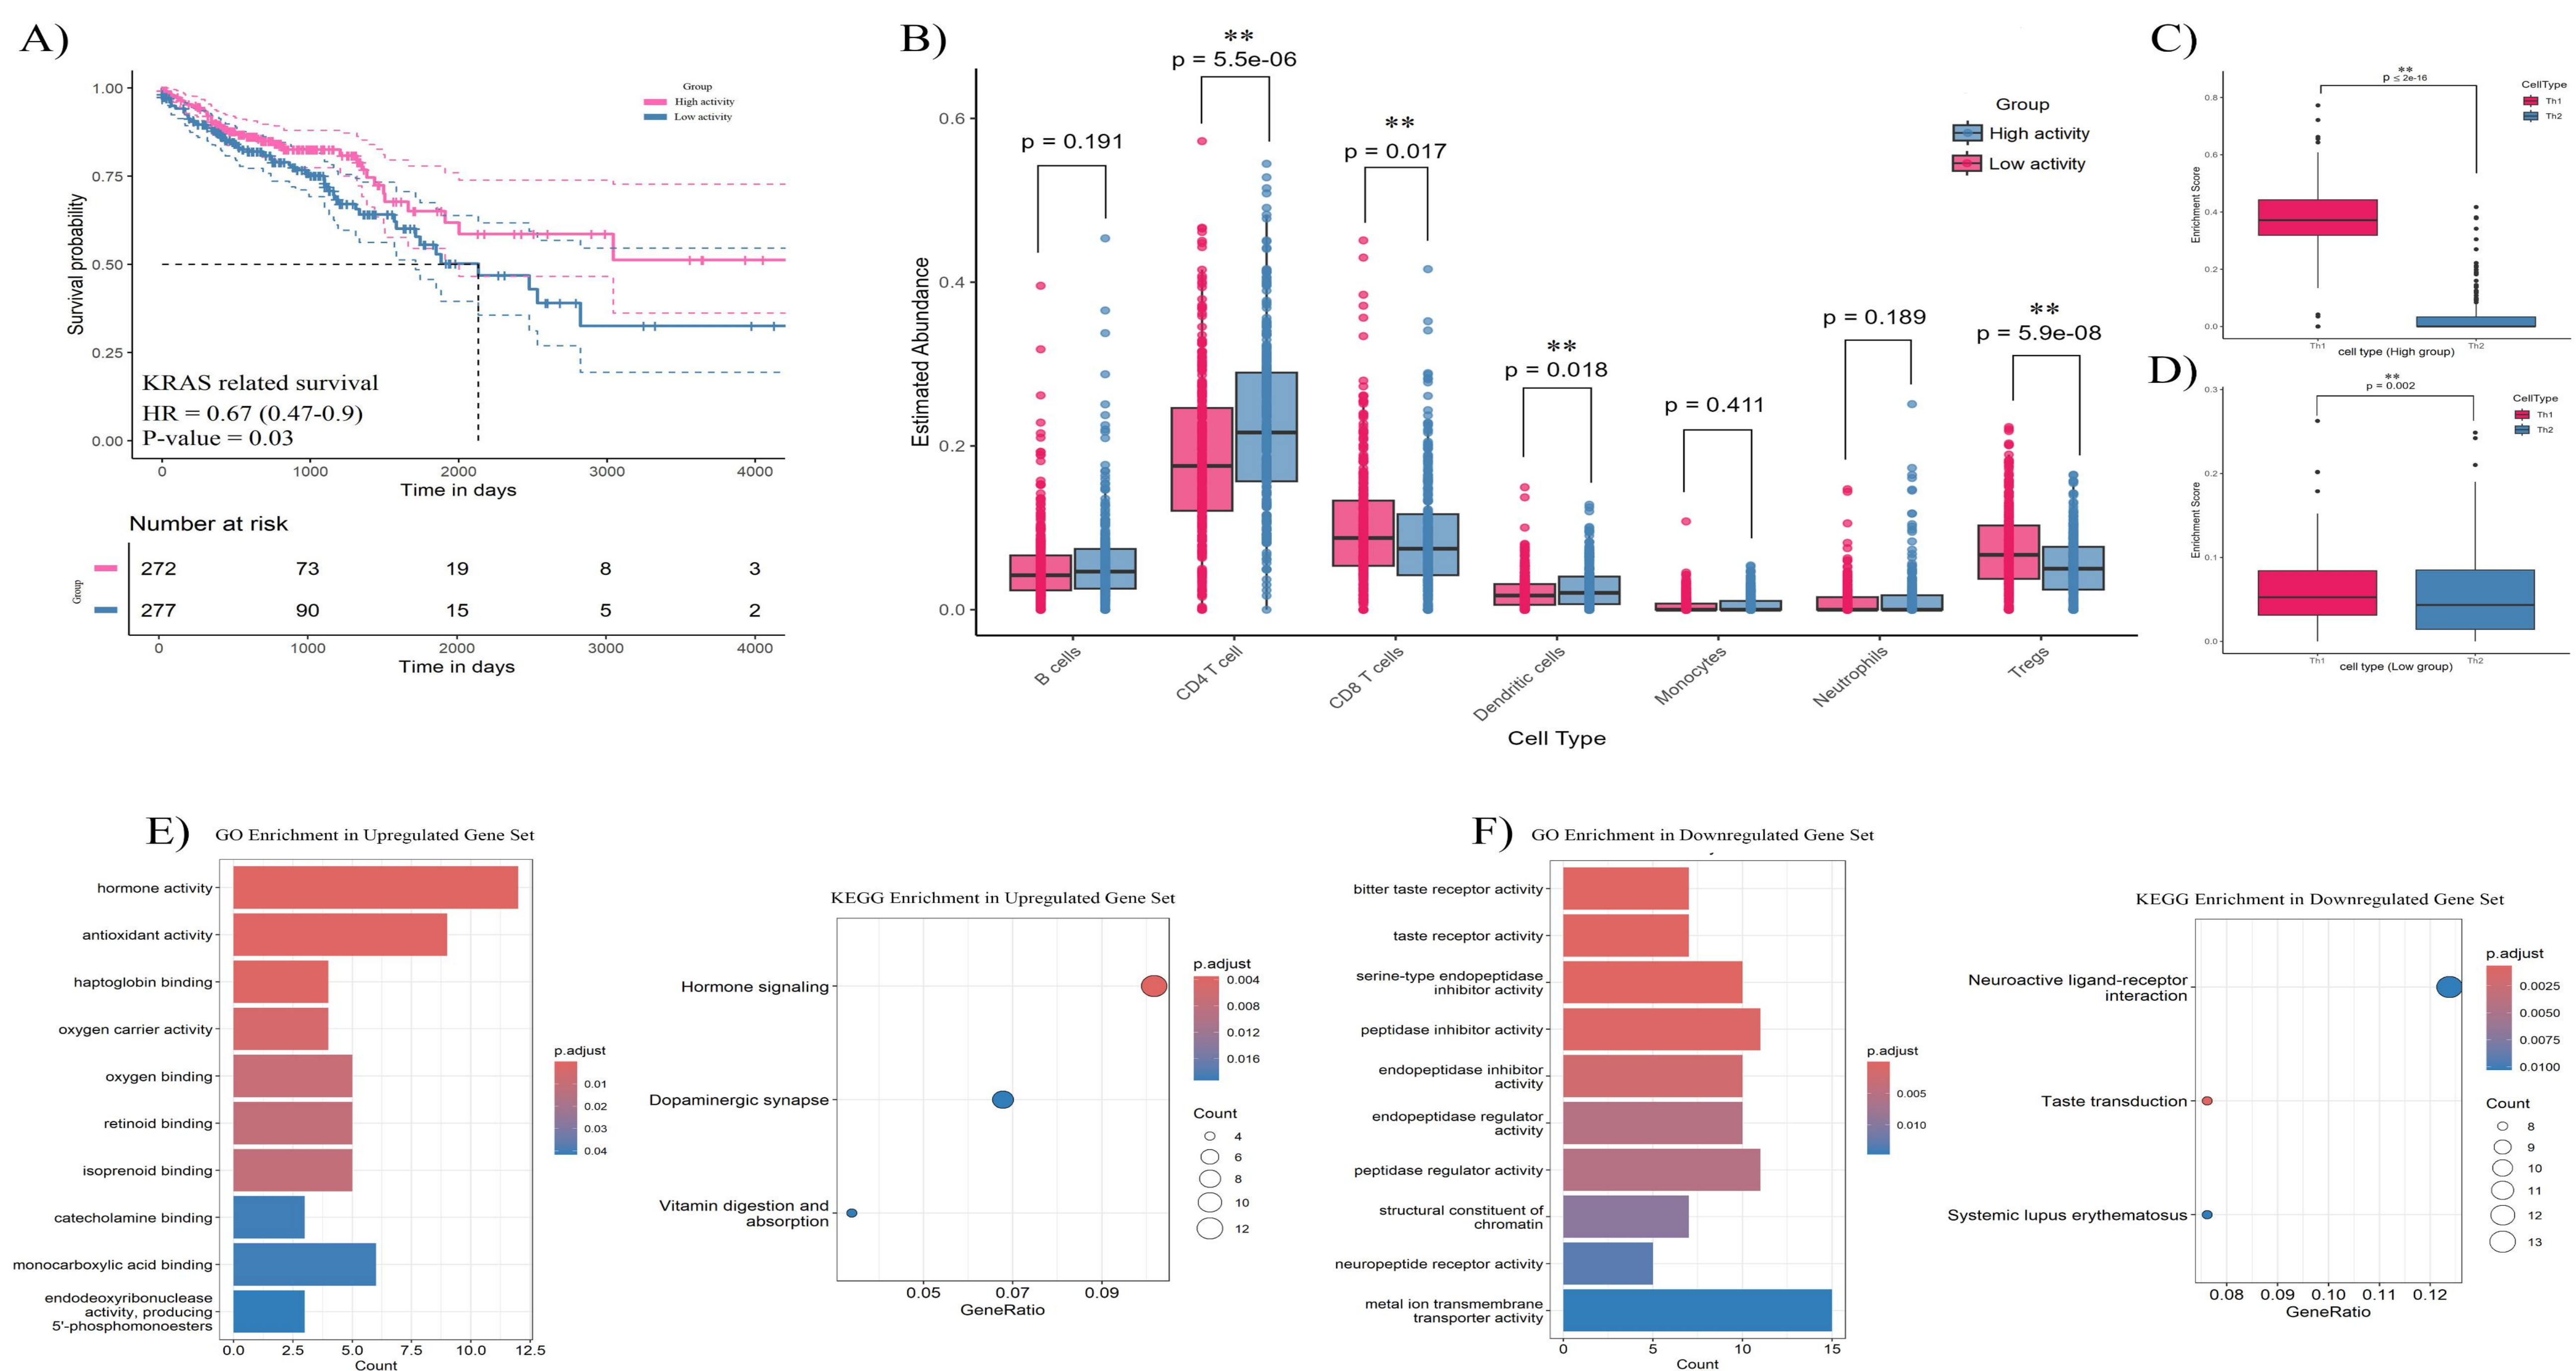 A)
Group
High activity
Low activity
Survival probability
1.00
0.75
0.50
0.25
0.00
KRAS related survival
HR = 0.67 (0.47-0.9)
P-value = 0.03
0 1000 2000 3000 4000
Time in days
Number at risk
Group
272 73 19 8 3
277 90 15 5 2
0 1000 2000 3000 4000
Time in days
B)
Estimated Abundance
0.6
0.4
0.2
0.0
p = 0.191
**
p = 5.5e-06
**
p = 0.017
**
p = 0.018
p = 0.411
p = 0.189
**
p = 5.9e-08
Group
High activity
Low activity
B cells
CD4 T cell
CD8 T cells
Dendritic cells
Monocytes
Neutrophils
Tregs
Cell Type
C)
**
p ≤ 2e-16
CellType
Th1
Th2
Enrichment Score
0.8
0.6
0.4
0.2
0.0
Th1 Th2
cell type (High group)
D)
**
p = 0.002
CellType
Th1
Th2
Enrichment Score
0.3
0.2
0.1
0.0
Th1 Th2
cell type (Low group)
E)
GO Enrichment in Upregulated Gene Set
hormone activity
antioxidant activity
haptoglobin binding
oxygen carrier activity
oxygen binding
retinoid binding
isoprenoid binding
catecholamine binding
monocarboxylic acid binding
endodeoxyribonuclease
activity, producing
5'-phosphomonoesters
0.0 2.5 5.0 7.5 10.0 12.5
Count
p.adjust
0.01
0.02
0.03
0.04
KEGG Enrichment in Upregulated Gene Set
Hormone signaling
Dopaminergic synapse
Vitamin digestion and
absorption
0.05 0.07 0.09
GeneRatio
p.adjust
0.004
0.008
0.012
0.016
Count
4
6
8
10
12
F)
GO Enrichment in Downregulated Gene Set
bitter taste receptor activity
taste receptor activity
serine-type endopeptidase
inhibitor activity
peptidase inhibitor activity
endopeptidase inhibitor
activity
endopeptidase regulator
activity
peptidase regulator activity
structural constituent of
chromatin
neuropeptide receptor activity
metal ion transmembrane
transporter activity
0 5 10 15
Count
p.adjust
0.005
0.010
KEGG Enrichment in Downregulated Gene Set
Neuroactive ligand-receptor
interaction
Taste transduction
Systemic lupus erythematosus
0.08 0.09 0.10 0.11 0.12
GeneRatio
p.adjust
0.0025
0.0050
0.0075
0.0100
Count
8
9
10
11
12
13